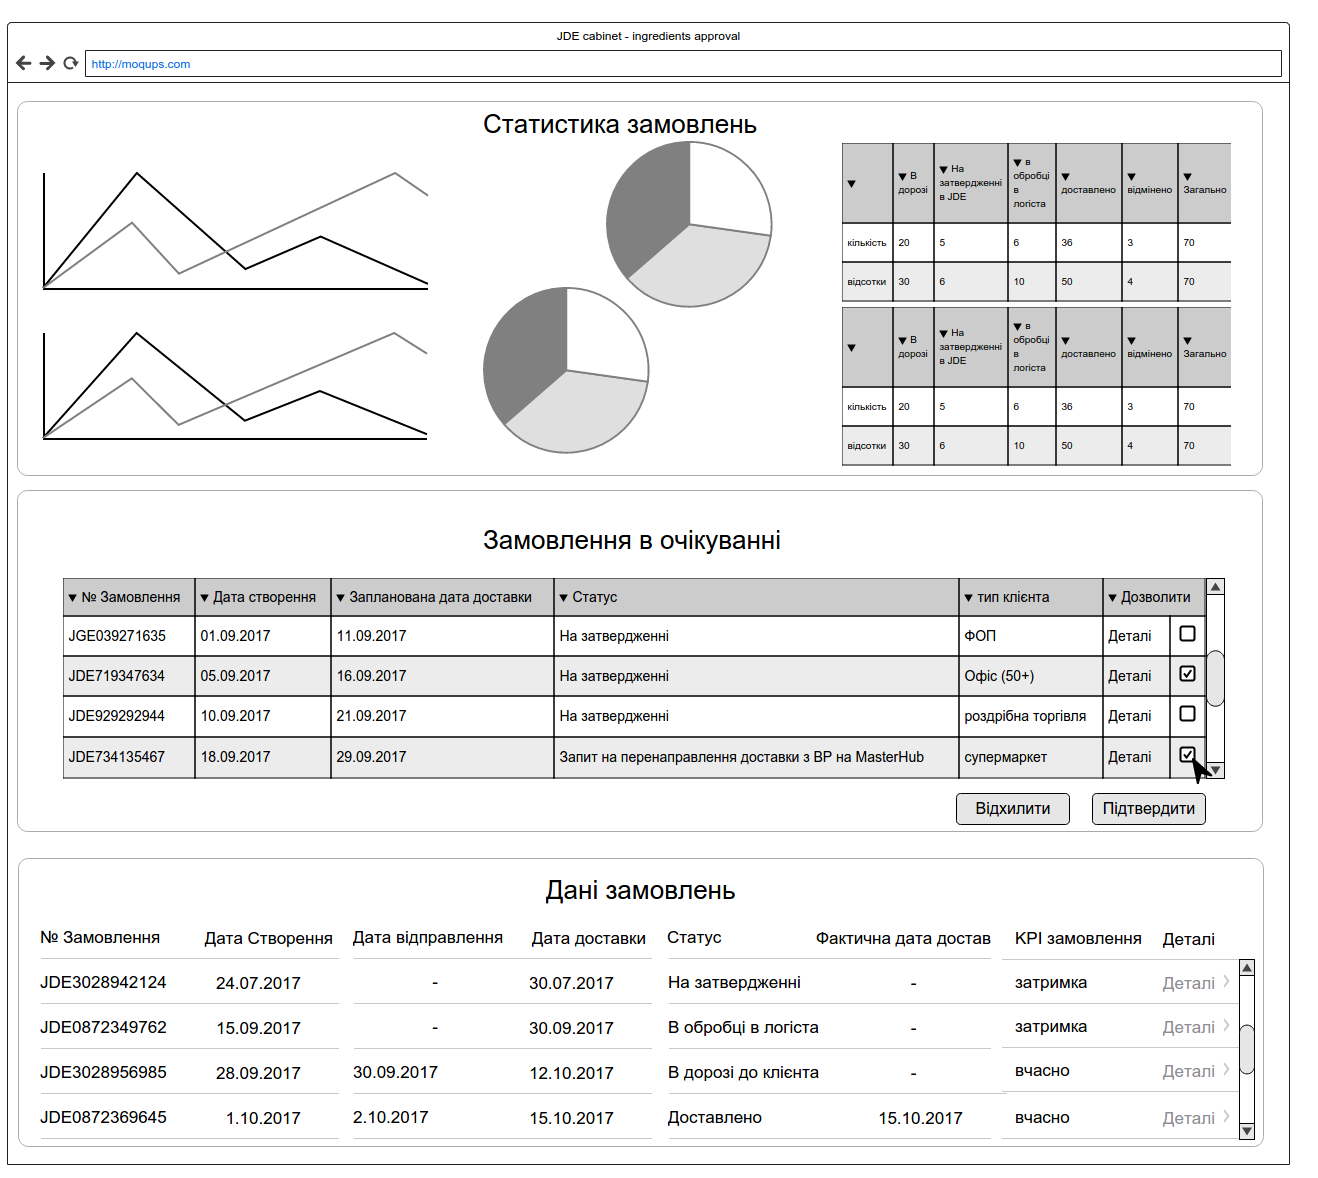 JDE cabinet - ingredients approval
http://moqups.com
Статистика замовлень
▼ ▼ В дорозі ▼ На затвердженні в JDE ▼ в обробці в логіста ▼ доставлено ▼ відмінено ▼ Загально
кількість 20 5 6 36 3 70
відсотки 30 6 10 50 4 70
▼ ▼ В дорозі ▼ На затвердженні в JDE ▼ в обробці в логіста ▼ доставлено ▼ відмінено ▼ Загально
кількість 20 5 6 36 3 70
відсотки 30 6 10 50 4 70
Замовлення в очікуванні
▼ № Замовлення ▼ Дата створення ▼ Запланована дата доставки ▼ Статус ▼ тип клієнта ▼ Дозволити
JGE039271635 01.09.2017 11.09.2017 На затвердженні ФОП Деталі
JDE719347634 05.09.2017 16.09.2017 На затвердженні Офіс (50+) Деталі
JDE929292944 10.09.2017 21.09.2017 На затвердженні роздрібна торгівля Деталі
JDE734135467 18.09.2017 29.09.2017 Запит на перенаправлення доставки з ВР на MasterHub супермаркет Деталі
Відхилити Підтвердити
Дані замовлень
№ Замовлення Дата Створення Дата відправлення Дата доставки Статус Фактична дата достав KPI замовлення Деталі
JDE3028942124 24.07.2017 - 30.07.2017 На затвердженні - затримка Деталі
JDE0872349762 15.09.2017 - 30.09.2017 В обробці в логіста - затримка Деталі
JDE3028956985 28.09.2017 30.09.2017 12.10.2017 В дорозі до клієнта - вчасно Деталі
JDE0872369645 1.10.2017 2.10.2017 15.10.2017 Доставлено 15.10.2017 вчасно Деталі